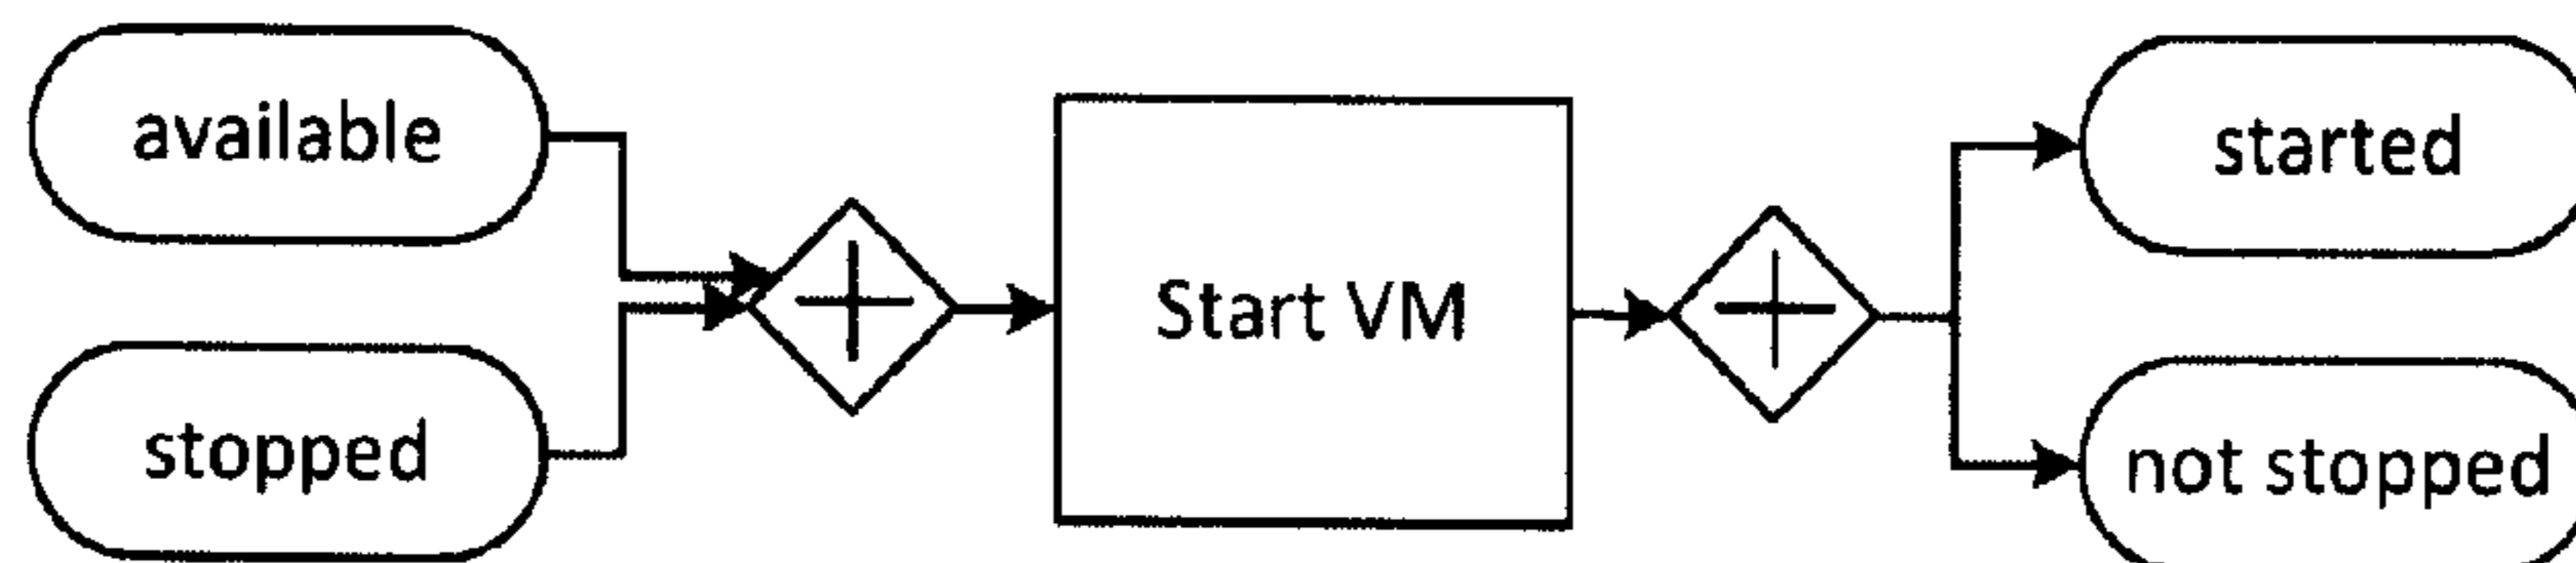 available
stopped
Start VM
started
not stopped